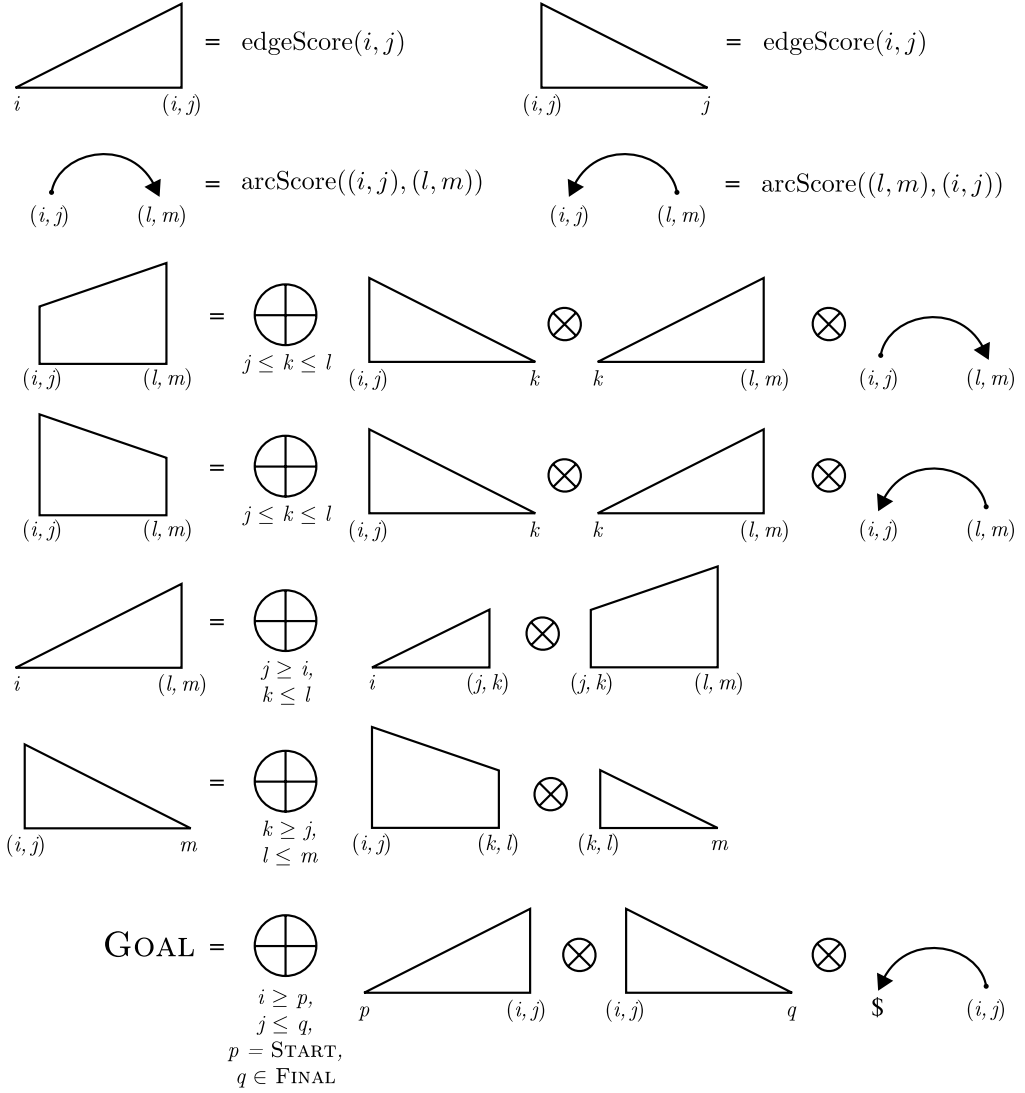 = edgeScore(i, j) = edgeScore(i, j)
i (i, j) (i, j) j
= arcScore((i, j), (l, m)) = arcScore((l, m), (i, j))
(i, j) (l, m) (i, j) (l, m)
= ⊕ ⊗ ⊗
j ≤ k ≤ l
(i, j) (l, m) (i, j) k k (l, m) (i, j) (l, m)
= ⊕ ⊗ ⊗
j ≤ k ≤ l
(i, j) (l, m) (i, j) k k (l, m) (i, j) (l, m)
= ⊕ ⊗
j ≥ i,
i (l, m) i (j, k) (j, k) (l, m)
k ≤ l
= ⊕ ⊗
k ≥ j,
(i, j) m (i, j) (k, l) (k, l) m
l ≤ m
GOAL = ⊕ ⊗ ⊗
i ≥ p,
p (i, j) (i, j) q $ (i, j)
j ≤ q,
p = START,
q ∈ FINAL